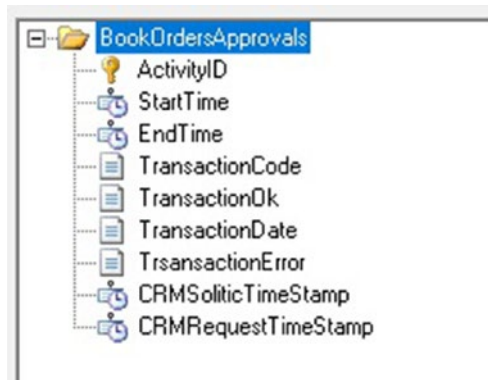 BookOrdersApprovals
ActivityID
StartTime
EndTime
TransactionCode
TransactionOk
TransactionDate
TrsansactionError
CRMSoliticTimeStamp
CRMRequestTimeStamp